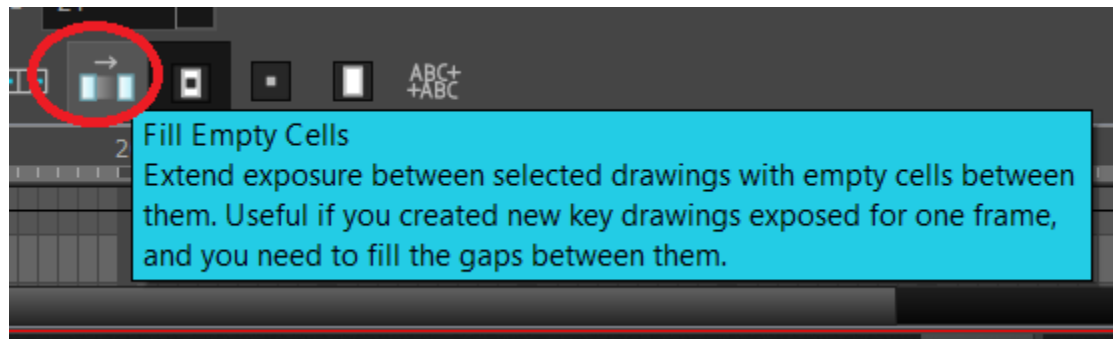 ABC+
+ABC
Fill Empty Cells
2
Extend exposure between selected drawings with empty cells between
them. Useful if you created new key drawings exposed for one frame,
and you need to fill the gaps between them.